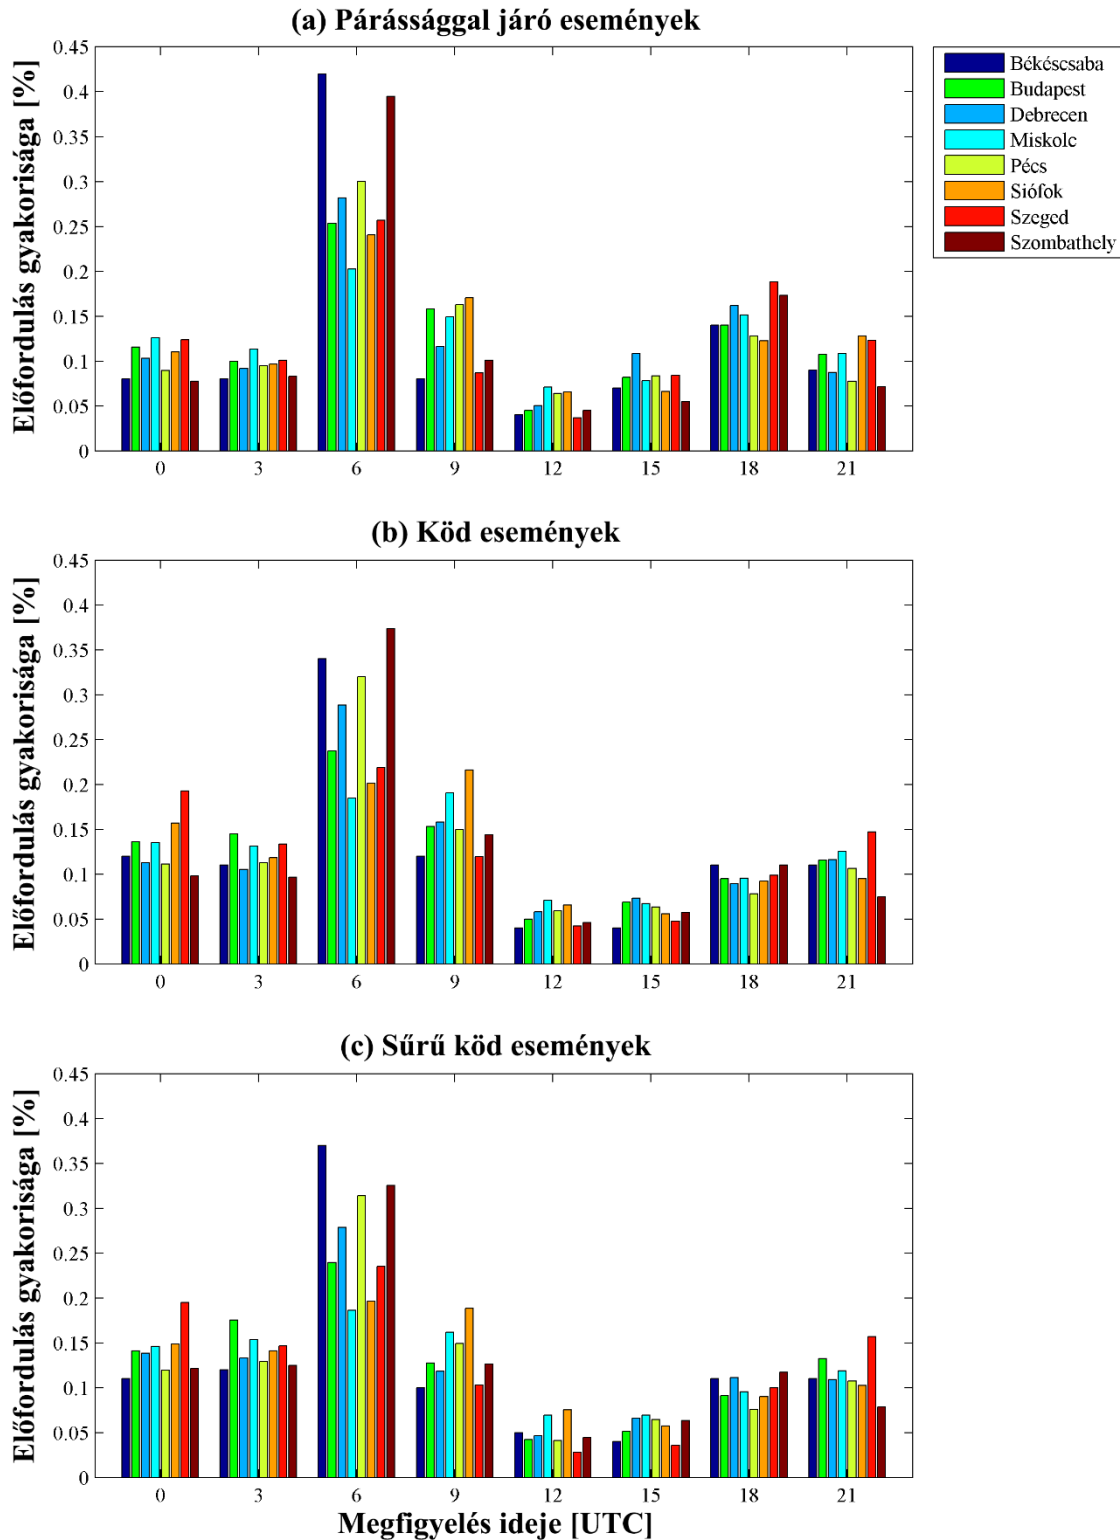 (a) Párássággal járó események
Előfordulás gyakorisága [%]
0.45
0.4
0.35
0.3
0.25
0.2
0.15
0.1
0.05
0
0 3 6 9 12 15 18 21
Békéscsaba
Budapest
Debrecen
Miskolc
Pécs
Siófok
Szeged
Szombathely
(b) Köd események
Előfordulás gyakorisága [%]
0.45
0.4
0.35
0.3
0.25
0.2
0.15
0.1
0.05
0
0 3 6 9 12 15 18 21
(c) Sűrű köd események
Előfordulás gyakorisága [%]
0.45
0.4
0.35
0.3
0.25
0.2
0.15
0.1
0.05
0
0 3 6 9 12 15 18 21
Megfigyelés ideje [UTC]